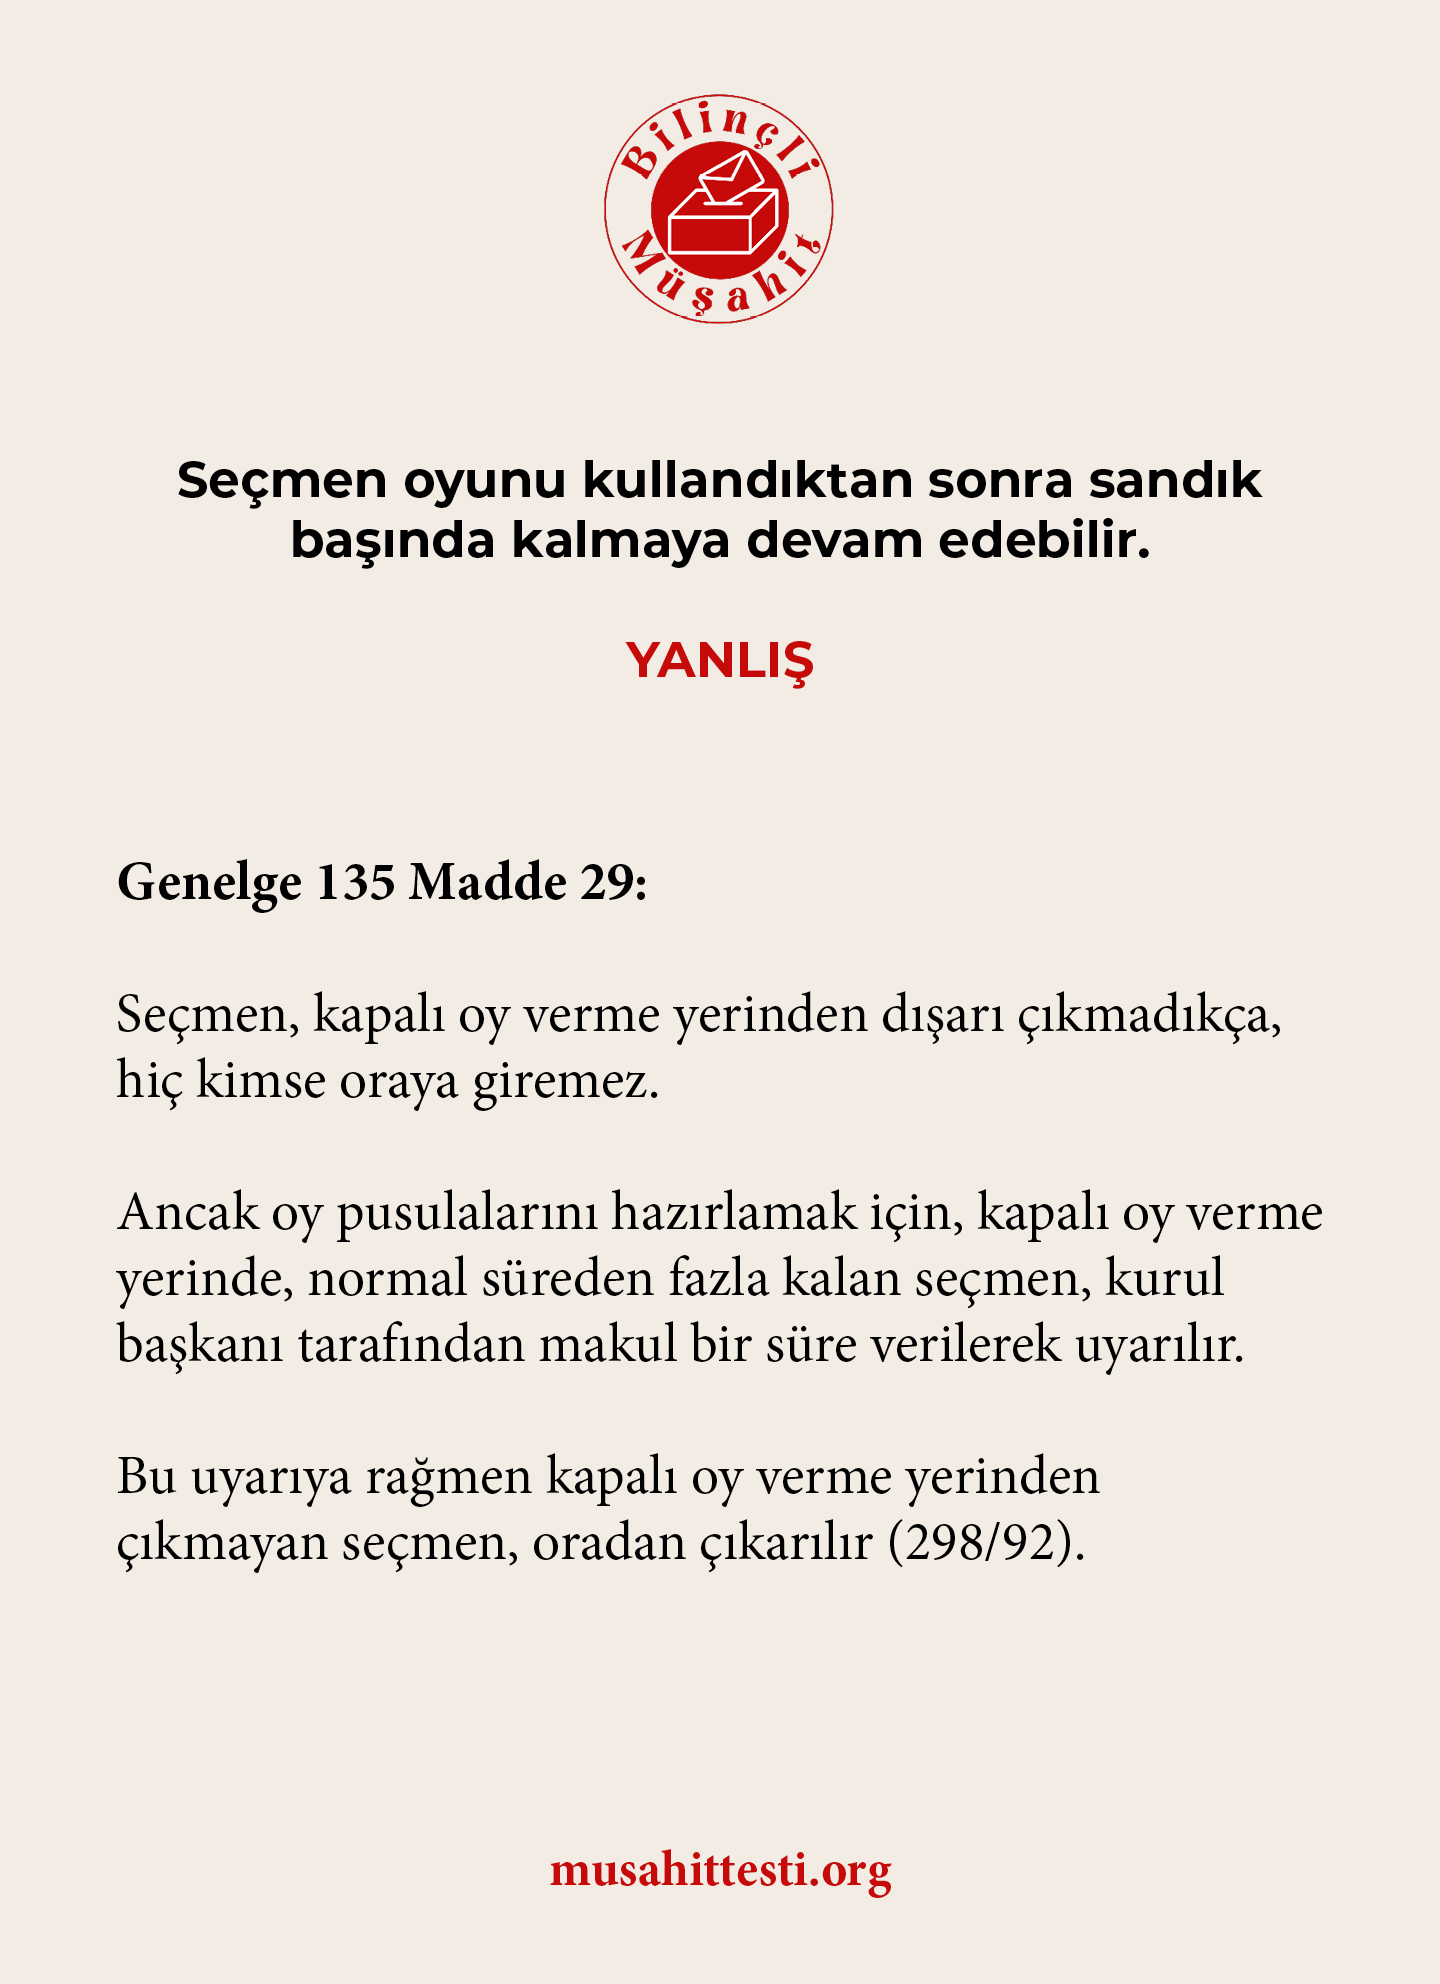 Bilinçli
Müşahit
Seçmen oyunu kullandıktan sonra sandık
başında kalmaya devam edebilir.
YANLIŞ
Genelge 135 Madde 29:
Seçmen, kapalı oy verme yerinden dışarı çıkmadıkça,
hiç kimse oraya giremez.
Ancak oy pusulalarını hazırlamak için, kapalı oy verme
yerinde, normal süreden fazla kalan seçmen, kurul
başkanı tarafından makul bir süre verilerek uyarılır.
Bu uyarıya rağmen kapalı oy verme yerinden
çıkmayan seçmen, oradan çıkarılır (298/92).
musahittesti.org